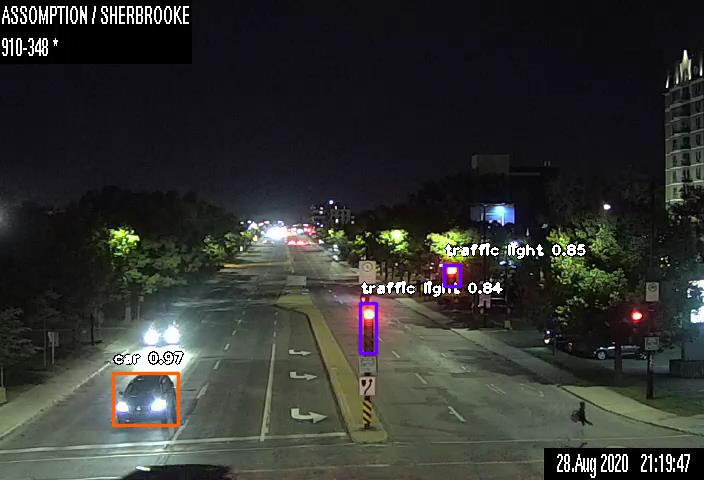 ASSOMPTION / SHERBROOKE
910-348 *
traffic light 0.85
traffic light 0.84
car 0.97
28.Aug 2020 21:19:47